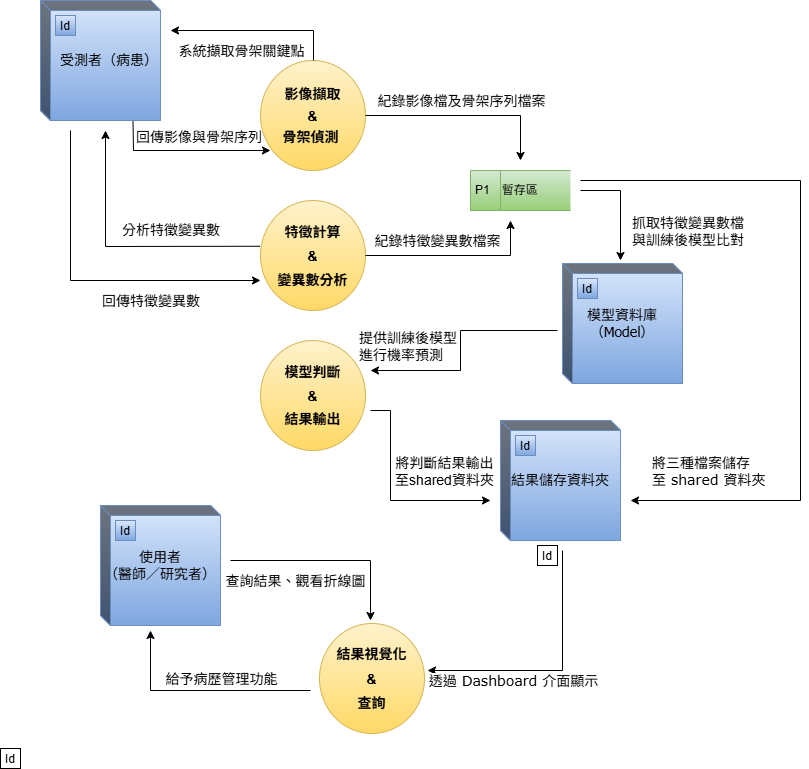 Id
受測者（病患）
系統擷取骨架關鍵點
影像擷取
&
骨架偵測
紀錄影像檔及骨架序列檔案
回傳影像與骨架序列
P1
暫存區
分析特徵變異數
特徵計算
&
變異數分析
紀錄特徵變異數檔案
抓取特徵變異數檔
與訓練後模型比對
回傳特徵變異數
Id
模型資料庫
（Model）
提供訓練後模型
進行機率預測
模型判斷
&
結果輸出
Id
結果儲存資料夾
將判斷結果輸出
至shared資料夾
將三種檔案儲存
至 shared 資料夾
Id
使用者
（醫師／研究者）
Id
查詢結果、觀看折線圖
結果視覺化
&
查詢
給予病歷管理功能
透過 Dashboard 介面顯示
Id